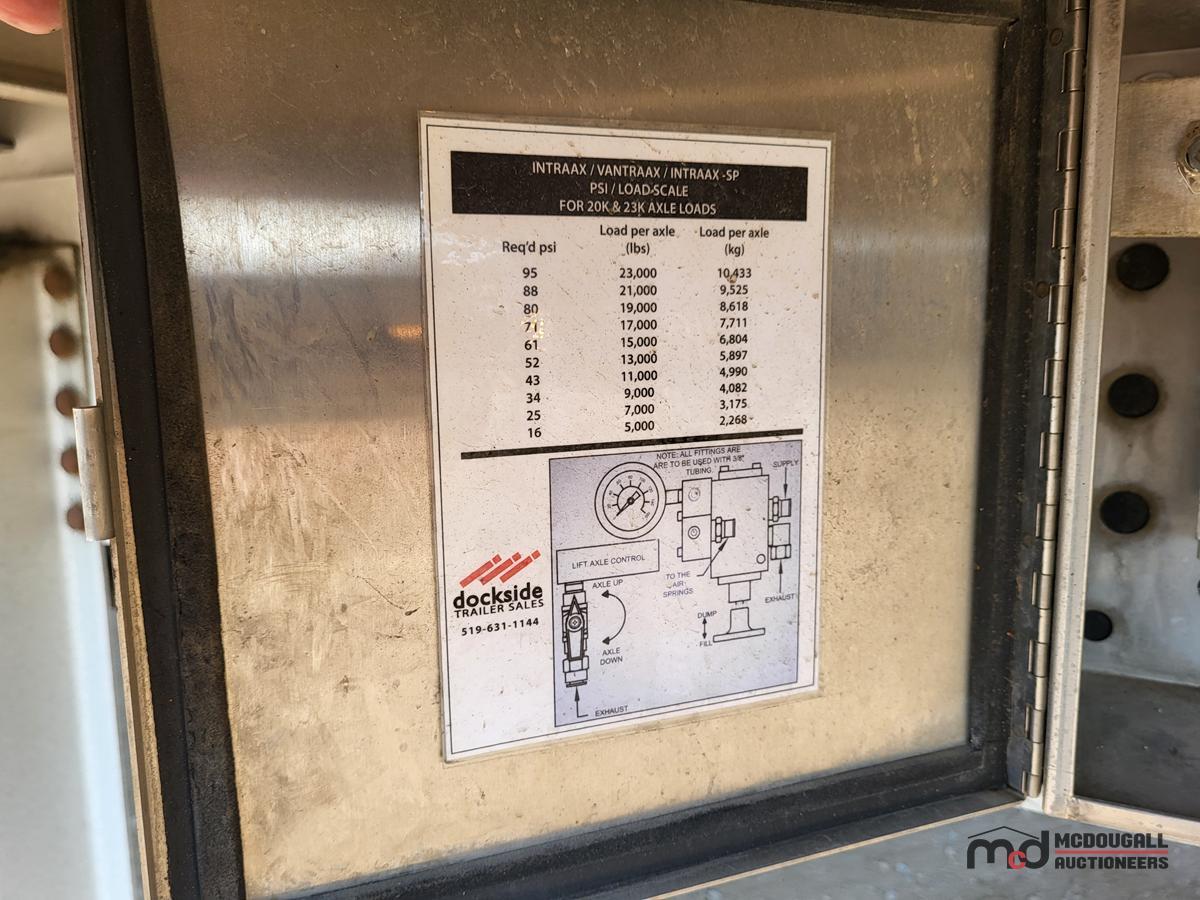 INTRAAX / VANTRAAX / INTRAAX -SP
PSI / LOAD-SCALE
FOR 20K & 23K AXLE LOADS
Req'd psi Load per axle (lbs) Load per axle (kg)
95 23,000 10,433
88 21,000 9,525
80 19,000 8,618
71 17,000 7,711
61 15,000 6,804
52 13,000 5,897
43 11,000 4,990
34 9,000 4,082
25 7,000 3,175
16 5,000 2,268
NOTE: ALL FITTINGS ARE
ARE TO BE USED WITH 3/8"
TUBING.
SUPPLY
LIFT AXLE CONTROL
AXLE UP
AXLE
DOWN
EXHAUST
TO THE
AIR
SPRINGS
EXHAUST
DUMP
FILL
dockside
TRAILER SALES
519-631-1144
mcd MCDOUGALL
AUCTIONEERS